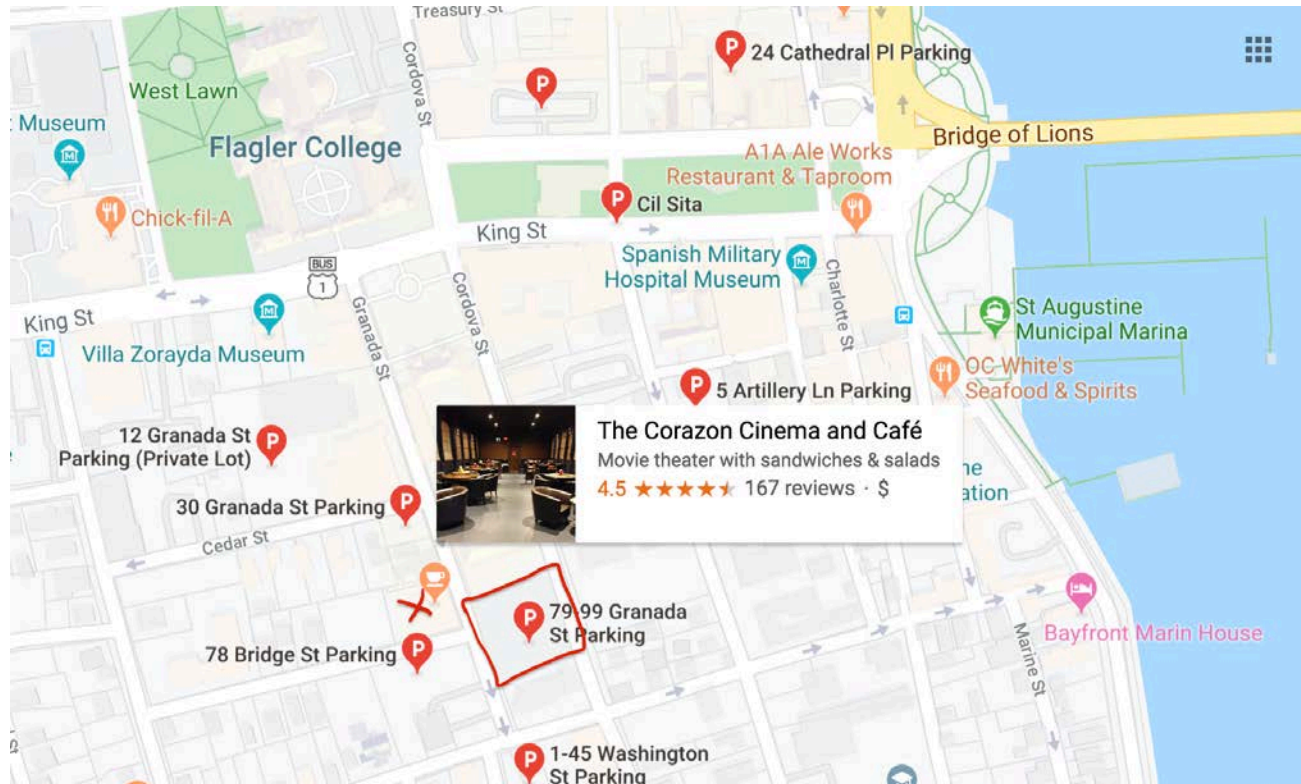 Treasury St
24 Cathedral Pl Parking
Cordova St
West Lawn
Museum
Flagler College
Bridge of Lions
A1A Ale Works
Restaurant & Taproom
Chick-fil-A
Cil Sita
King St
Spanish Military
Hospital Museum
BUS
1
Cordova St
Charlotte St
Granada St
King St
St Augustine
Municipal Marina
Villa Zorayda Museum
OC White's
Seafood & Spirits
5 Artillery Ln Parking
12 Granada St
Parking (Private Lot)
The Corazon Cinema and Café
Movie theater with sandwiches & salads
4.5 167 reviews · $
30 Granada St Parking
Cedar St
79-99 Granada
St Parking
78 Bridge St Parking
Bayfront Marin House
Marine St
1-45 Washington
St Parking